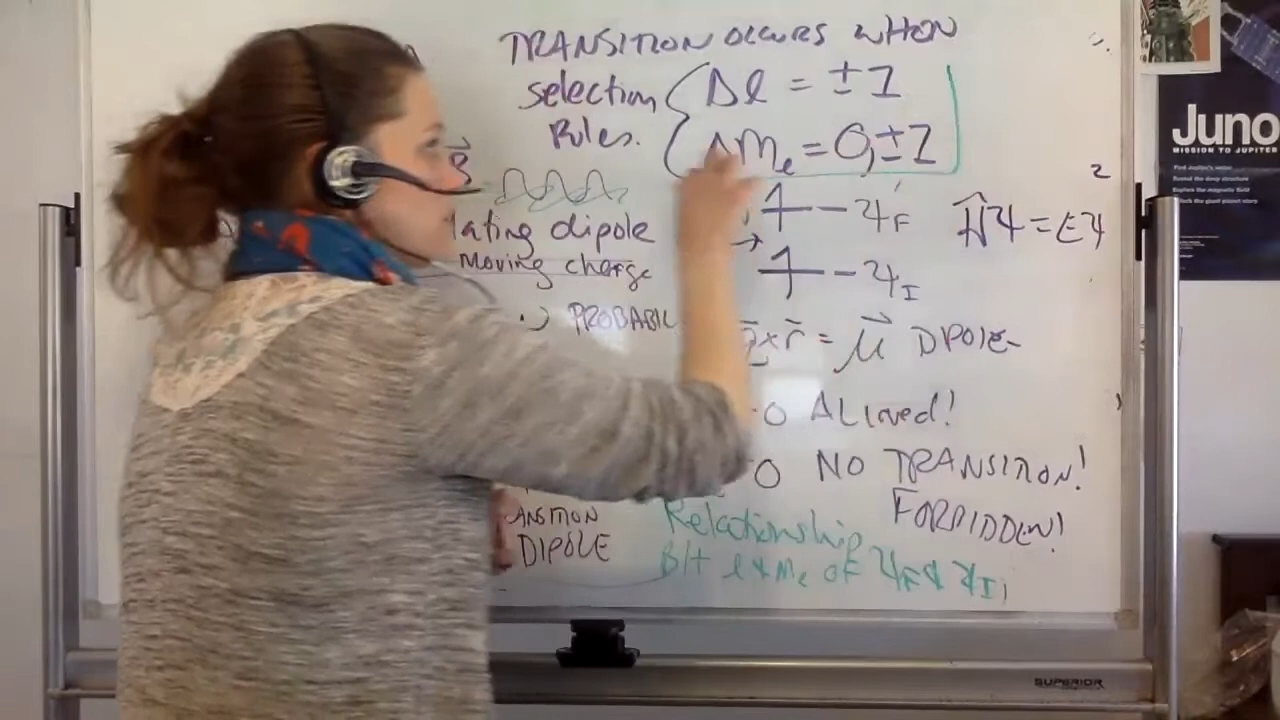 TRANSITION OCCURS WHEN
selection
Rules.
Δl = ±1
Δm_l = 0, ±1
lating dipole
moving charge
ψ_F
ψ_I
Ĥψ = Eψ
PROBABIL
x r⃗ = μ⃗ DIPOLE
O Allowed!
O NO TRANSITION!
FORBIDDEN!
ANSITION
DIPOLE
Relationship
B/t l & m_l of ψ_F & ψ_I
Juno
MISSION TO JUPITER
SUPERIOR